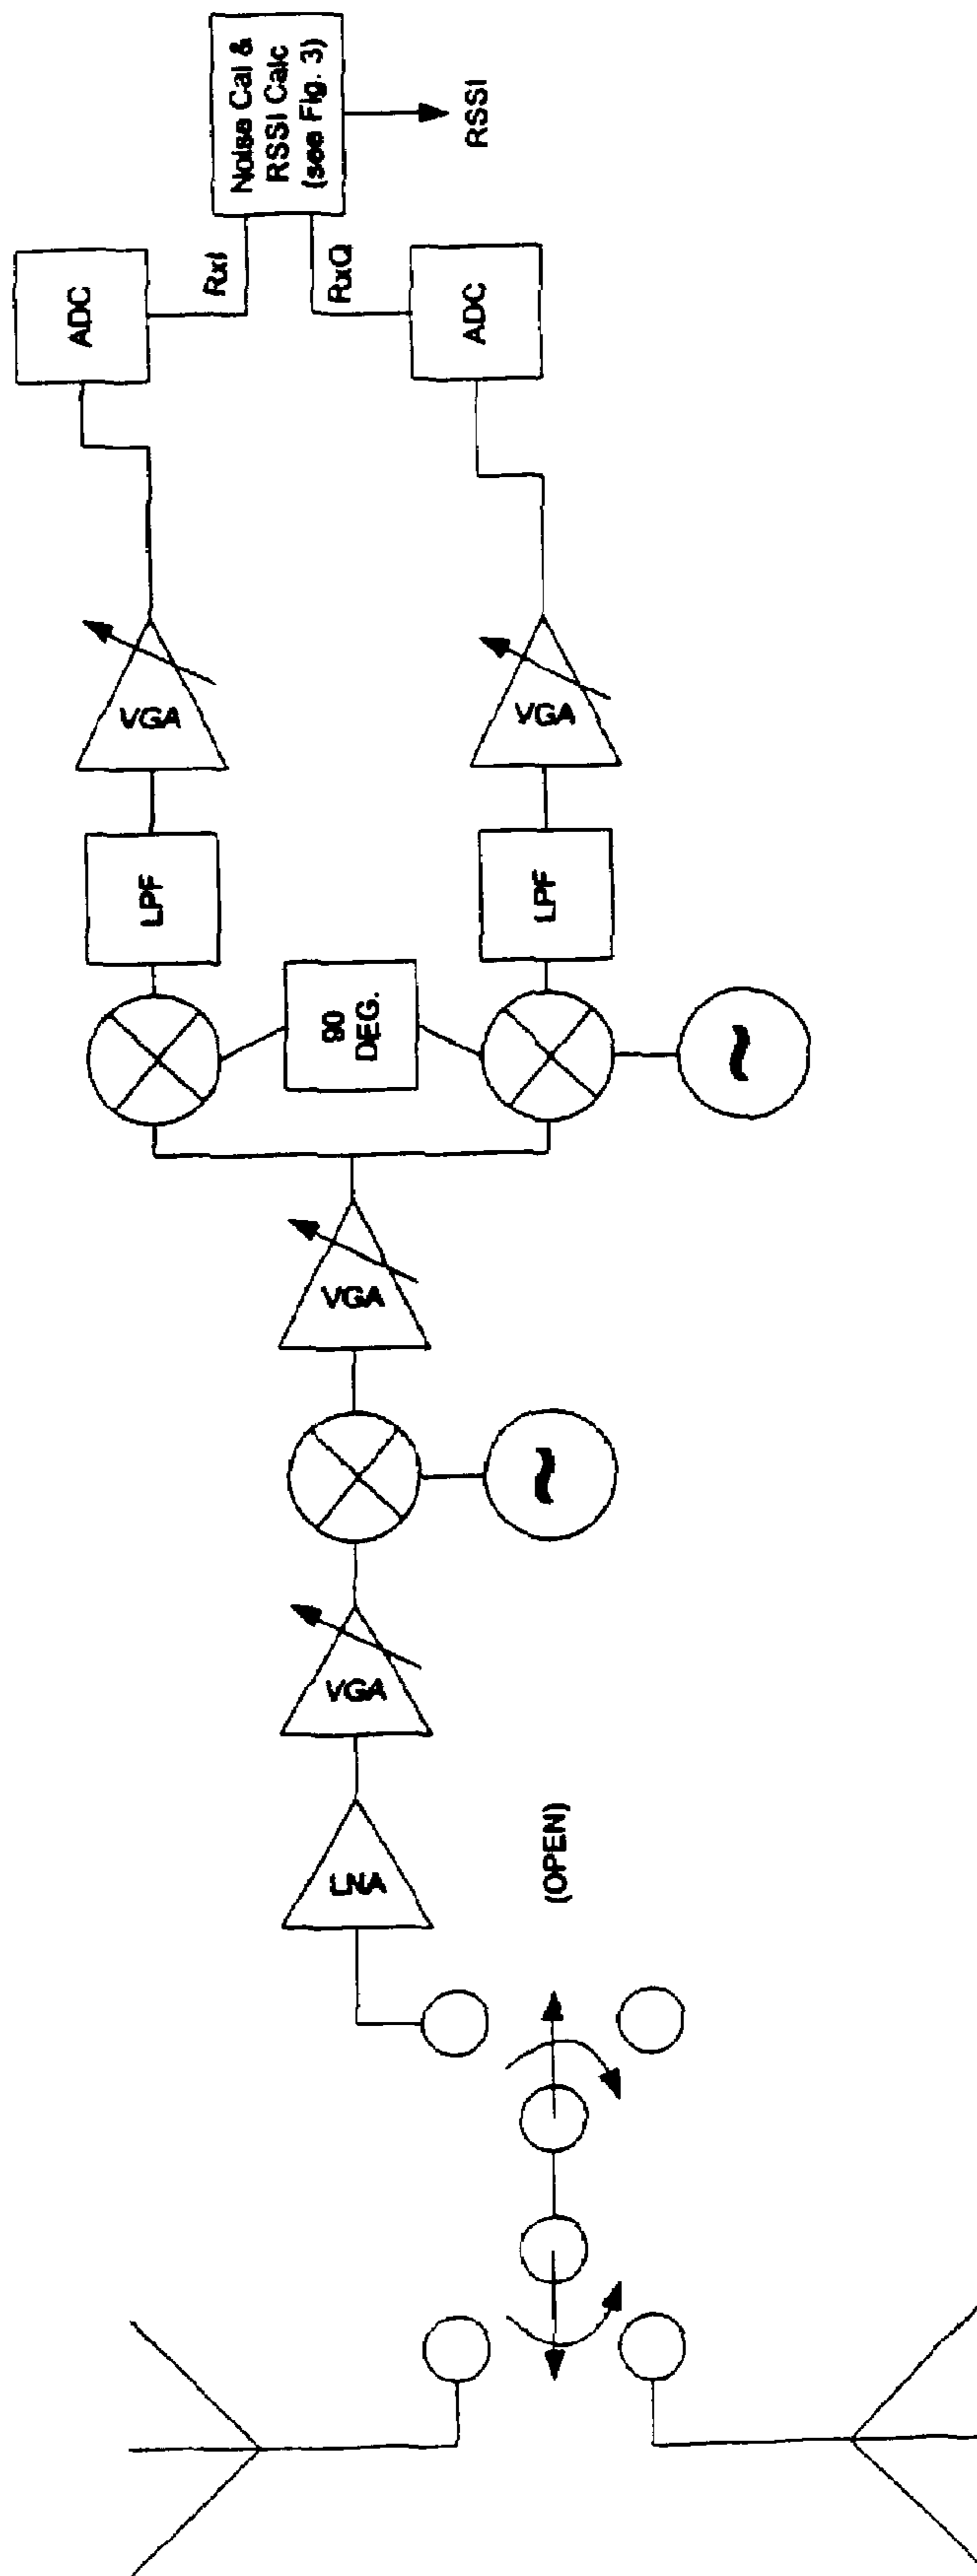 (OPEN)
LNA
VGA
VGA
90
DEG.
LPF
LPF
VGA
VGA
ADC
ADC
RxI
RxQ
Noise Cal &
RSSI Calc
(see Fig. 3)
RSSI